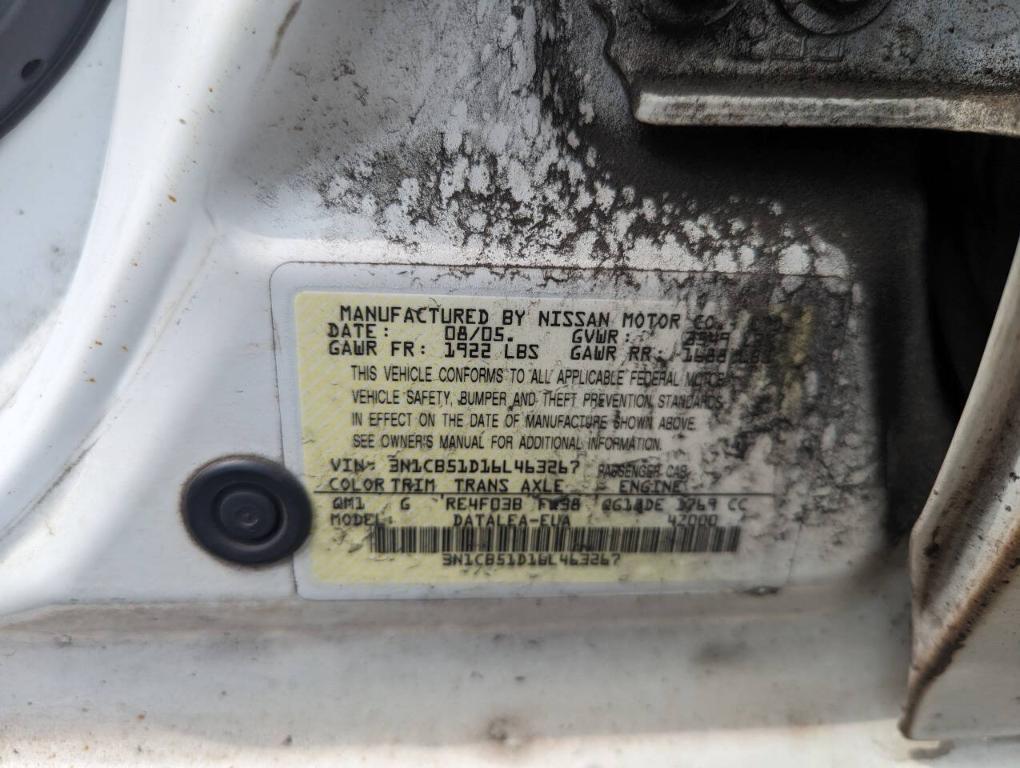 MANUFACTURED BY NISSAN MOTOR CO.
DATE: 08/05. GVWR:
GAWR FR: 1922 LBS GAWR RR: 1688
THIS VEHICLE CONFORMS TO ALL APPLICABLE FEDERAL MOTOR
VEHICLE SAFETY, BUMPER AND THEFT PREVENTION STANDARDS
IN EFFECT ON THE DATE OF MANUFACTURE SHOWN ABOVE.
SEE OWNER'S MANUAL FOR ADDITIONAL INFORMATION.
VIN: 3N1CB51D16L463267 PASSENGER CAR
COLOR TRIM TRANS AXLE ENGINE
QM1 G RE4F03B QG18DE 1769 CC
MODEL: DATALEA-EUA 4Z000
3N1CB51D16L463267